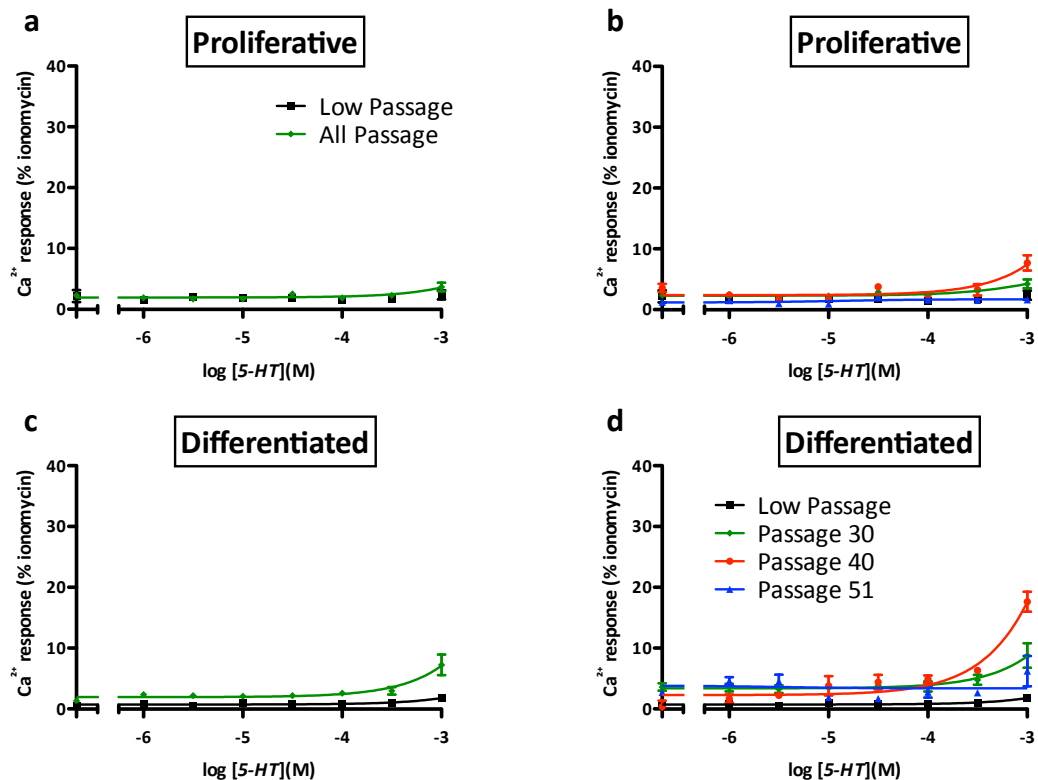 a
Proliferative
40
30
20
10
0
Ca²⁺ response (% ionomycin)
Low Passage
All Passage
-6
-5
-4
-3
log [5-HT](M)
b
Proliferative
40
30
20
10
0
Ca²⁺ response (% ionomycin)
-6
-5
-4
-3
log [5-HT](M)
c
Differentiated
40
30
20
10
0
Ca²⁺ response (% ionomycin)
-6
-5
-4
-3
log [5-HT](M)
d
Differentiated
40
30
20
10
0
Ca²⁺ response (% ionomycin)
Low Passage
Passage 30
Passage 40
Passage 51
-6
-5
-4
-3
log [5-HT](M)